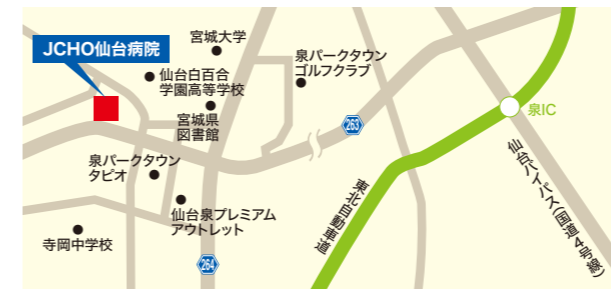 JCHO仙台病院
宮城大学
仙台白百合
学園高等学校
泉パークタウン
ゴルフクラブ
宮城県
図書館
263
泉IC
泉パークタウン
タピオ
仙台泉プレミアム
アウトレット
寺岡中学校
264
東北自動車道
仙台バイパス(国道4号線)